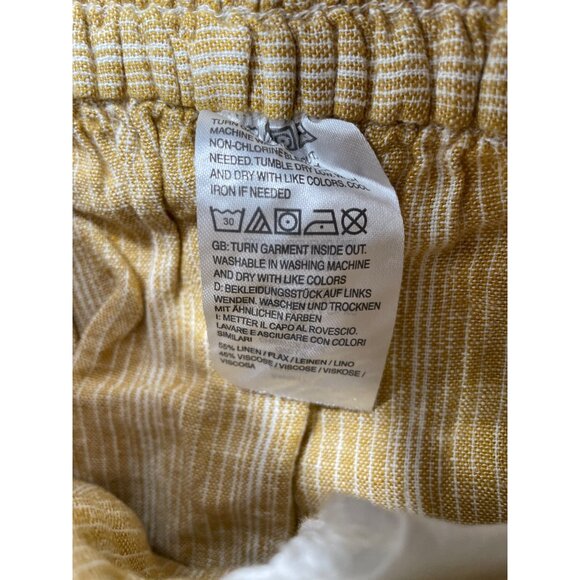 TURN
MACHINE
NON-CHLORINE
NEEDED. TUMBLE DRY LOW
AND DRY WITH LIKE COLORS. COOL
IRON IF NEEDED
30
GB: TURN GARMENT INSIDE OUT.
WASHABLE IN WASHING MACHINE
AND DRY WITH LIKE COLORS
D: BEKLEIDUNGSSTÜCK AUF LINKS
WENDEN. WASCHEN UND TROCKNEN
MIT ÄHNLICHEN FARBEN
I: METTER IL CAPO AL ROVESCIO.
LAVARE E ASCIUGARE CON COLORI
SIMILARI
55% LINEN / FLAX / LEINEN / LINO
45% VISCOSE / VISCOSE / VISKOSE /
VISCOSA